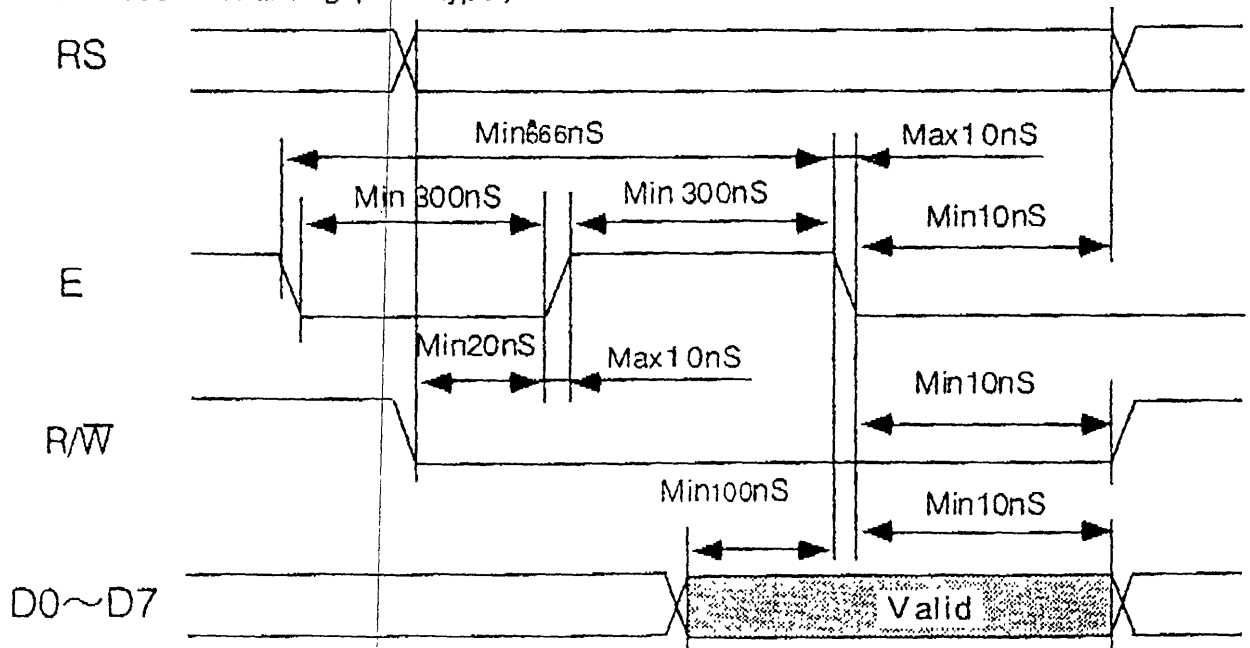 RS
Min666nS
Max10nS
Min 300nS
Min 300nS
Min10nS
E
Min20nS
Max10nS
Min10nS
R/W̅
Min100nS
Min10nS
D0～D7
Valid